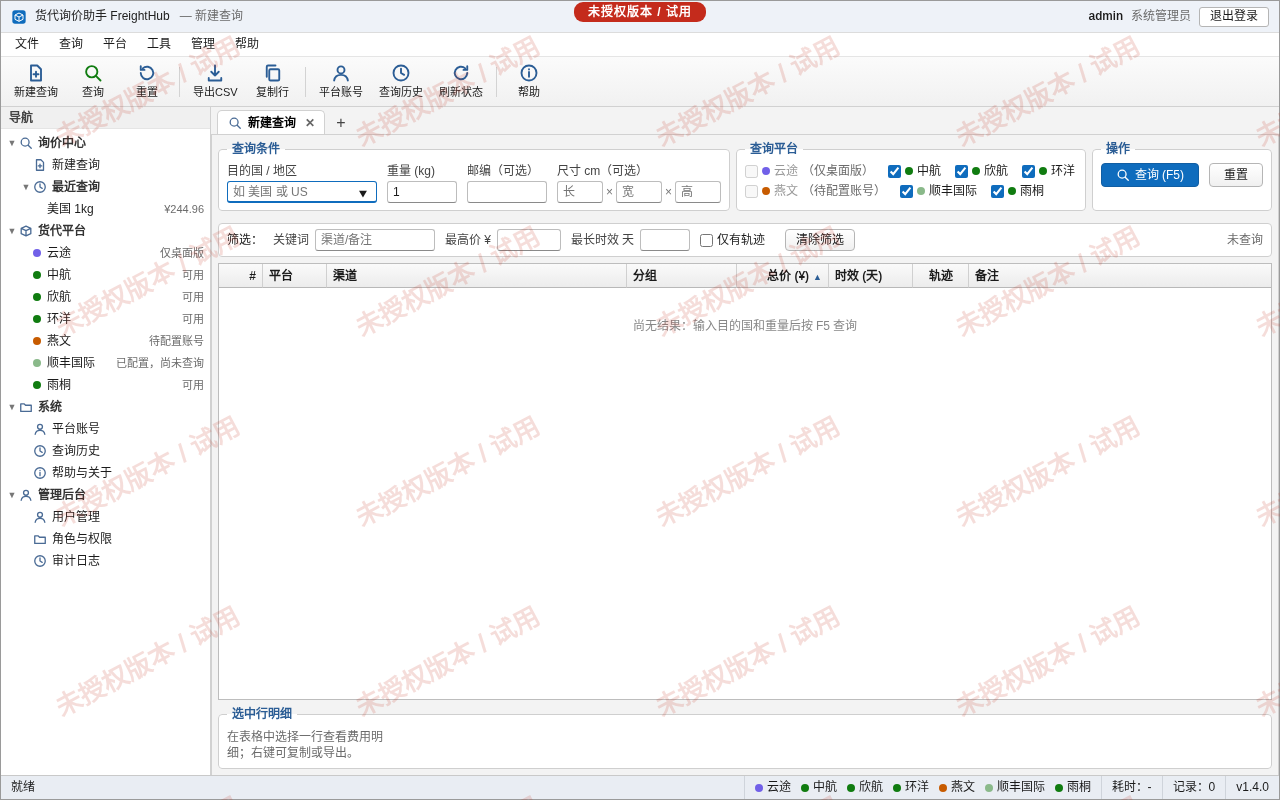 货代询价助手 FreightHub — 新建查询
未授权版本 / 试用
admin 系统管理员 退出登录
文件 查询 平台 工具 管理 帮助
新建查询 查询 重置 导出CSV 复制行 平台账号 查询历史 刷新状态 帮助
导航
询价中心
新建查询
最近查询
美国 1kg ¥244.96
货代平台
云途 仅桌面版
中航 可用
欣航 可用
环洋 可用
燕文 待配置账号
顺丰国际 已配置，尚未查询
雨桐 可用
系统
平台账号
查询历史
帮助与关于
管理后台
用户管理
角色与权限
审计日志
新建查询 ✕ +
查询条件
目的国 / 地区 重量 (kg) 邮编（可选） 尺寸 cm（可选）
如 美国 或 US 1 长 × 宽 × 高
查询平台
云途 （仅桌面版） 中航 欣航 环洋
燕文 （待配置账号） 顺丰国际 雨桐
操作
查询 (F5) 重置
筛选： 关键词 渠道/备注 最高价 ¥ 最长时效 天 仅有轨迹 清除筛选 未查询
# 平台 渠道 分组 总价 (¥) ▲ 时效 (天) 轨迹 备注
尚无结果：输入目的国和重量后按 F5 查询
选中行明细
在表格中选择一行查看费用明
细；右键可复制或导出。
就绪 云途 中航 欣航 环洋 燕文 顺丰国际 雨桐 耗时：- 记录：0 v1.4.0
未授权版本 / 试用